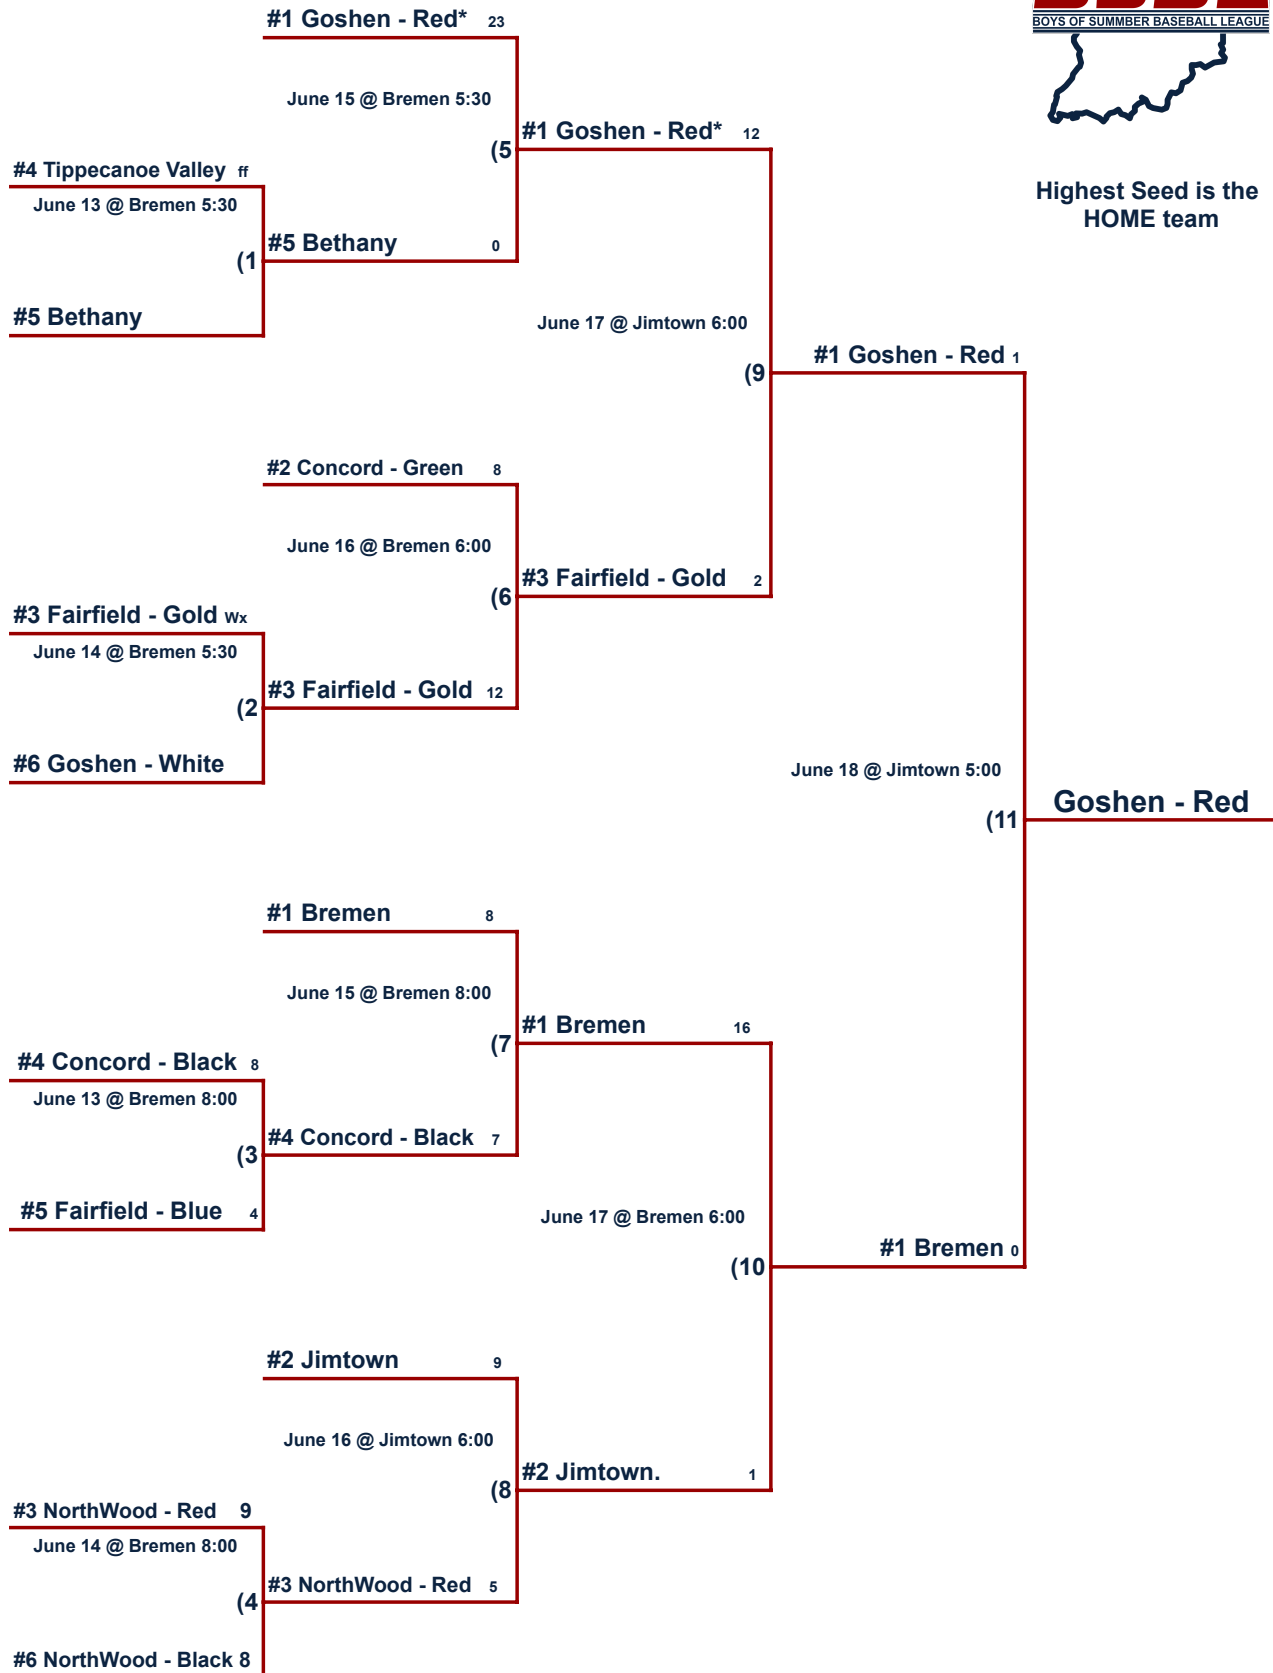 #1 Goshen - Red* 23
BOYS OF SUMMBER BASEBALL LEAGUE
June 15 @ Bremen 5:30
(5
#1 Goshen - Red* 12
#4 Tippecanoe Valley ff
June 13 @ Bremen 5:30
Highest Seed is the
HOME team
(1
#5 Bethany 0
#5 Bethany
June 17 @ Jimtown 6:00
(9
#1 Goshen - Red 1
#2 Concord - Green 8
June 16 @ Bremen 6:00
(6
#3 Fairfield - Gold 2
#3 Fairfield - Gold Wx
June 14 @ Bremen 5:30
(2
#3 Fairfield - Gold 12
#6 Goshen - White
June 18 @ Jimtown 5:00
(11
Goshen - Red
#1 Bremen 8
June 15 @ Bremen 8:00
(7
#1 Bremen 16
#4 Concord - Black 8
June 13 @ Bremen 8:00
(3
#4 Concord - Black 7
#5 Fairfield - Blue 4
June 17 @ Bremen 6:00
(10
#1 Bremen 0
#2 Jimtown 9
June 16 @ Jimtown 6:00
(8
#2 Jimtown. 1
#3 NorthWood - Red 9
June 14 @ Bremen 8:00
(4
#3 NorthWood - Red 5
#6 NorthWood - Black 8